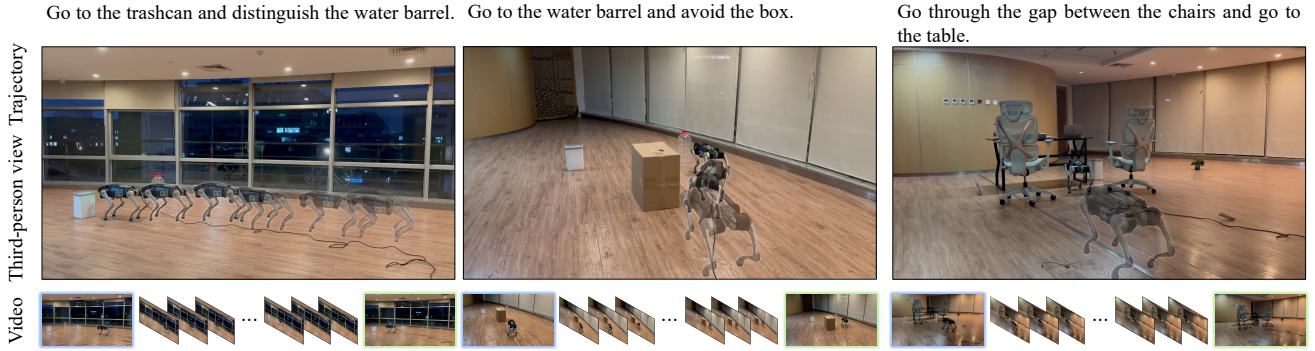 Go to the trashcan and distinguish the water barrel.
Go to the water barrel and avoid the box.
Go through the gap between the chairs and go to
the table.
Third-person view Trajectory
Video
...
...
...